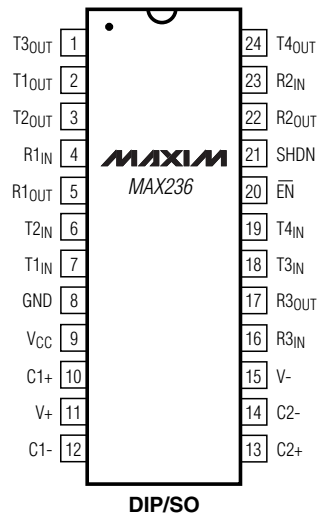 T3OUT 1
T1OUT 2
T2OUT 3
R1IN 4
R1OUT 5
T2IN 6
T1IN 7
GND 8
VCC 9
C1+ 10
V+ 11
C1- 12
MAXIM
MAX236
24 T4OUT
23 R2IN
22 R2OUT
21 SHDN
20 E̅N̅
19 T4IN
18 T3IN
17 R3OUT
16 R3IN
15 V-
14 C2-
13 C2+
DIP/SO